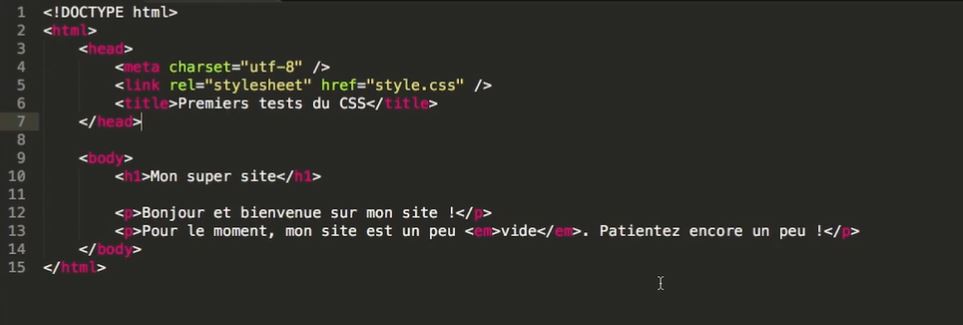 1 <!DOCTYPE html>
2 <html>
3 <head>
4 <meta charset="utf-8" />
5 <link rel="stylesheet" href="style.css" />
6 <title>Premiers tests du CSS</title>
7 </head>
8
9 <body>
10 <h1>Mon super site</h1>
11
12 <p>Bonjour et bienvenue sur mon site !</p>
13 <p>Pour le moment, mon site est un peu <em>vide</em>. Patientez encore un peu !</p>
14 </body>
15 </html>